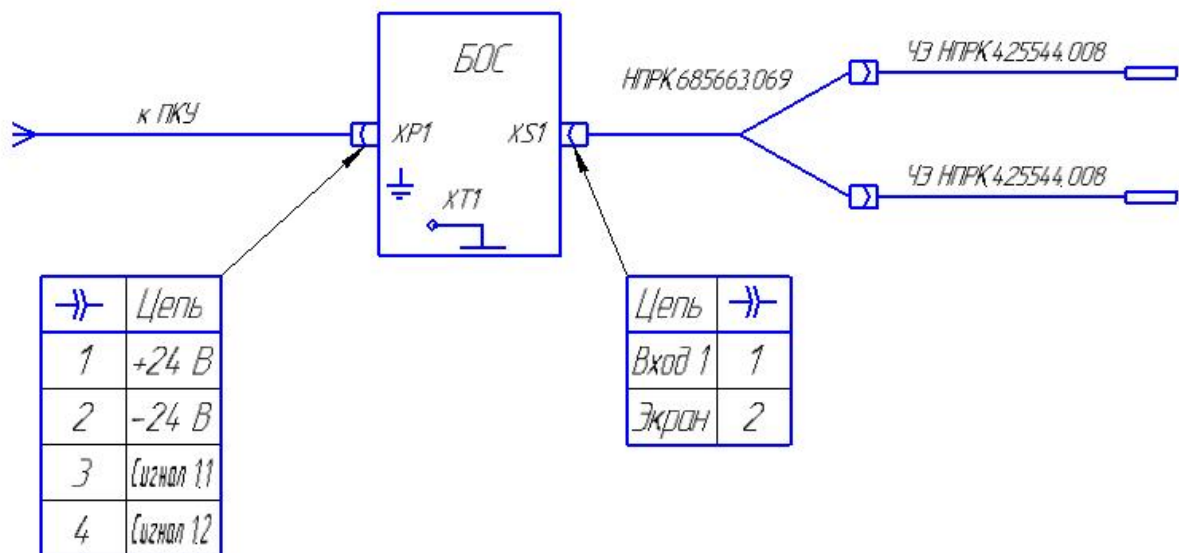 БОС
к ПКУ
XP1
XS1
XT1
НПРК.685663.069
ЧЭ НПРК.425544.008
ЧЭ НПРК.425544.008
Цепь
1 +24 В
2 -24 В
3 Сигнал 1.1
4 Сигнал 1.2
Цепь
Вход 1 1
Экран 2